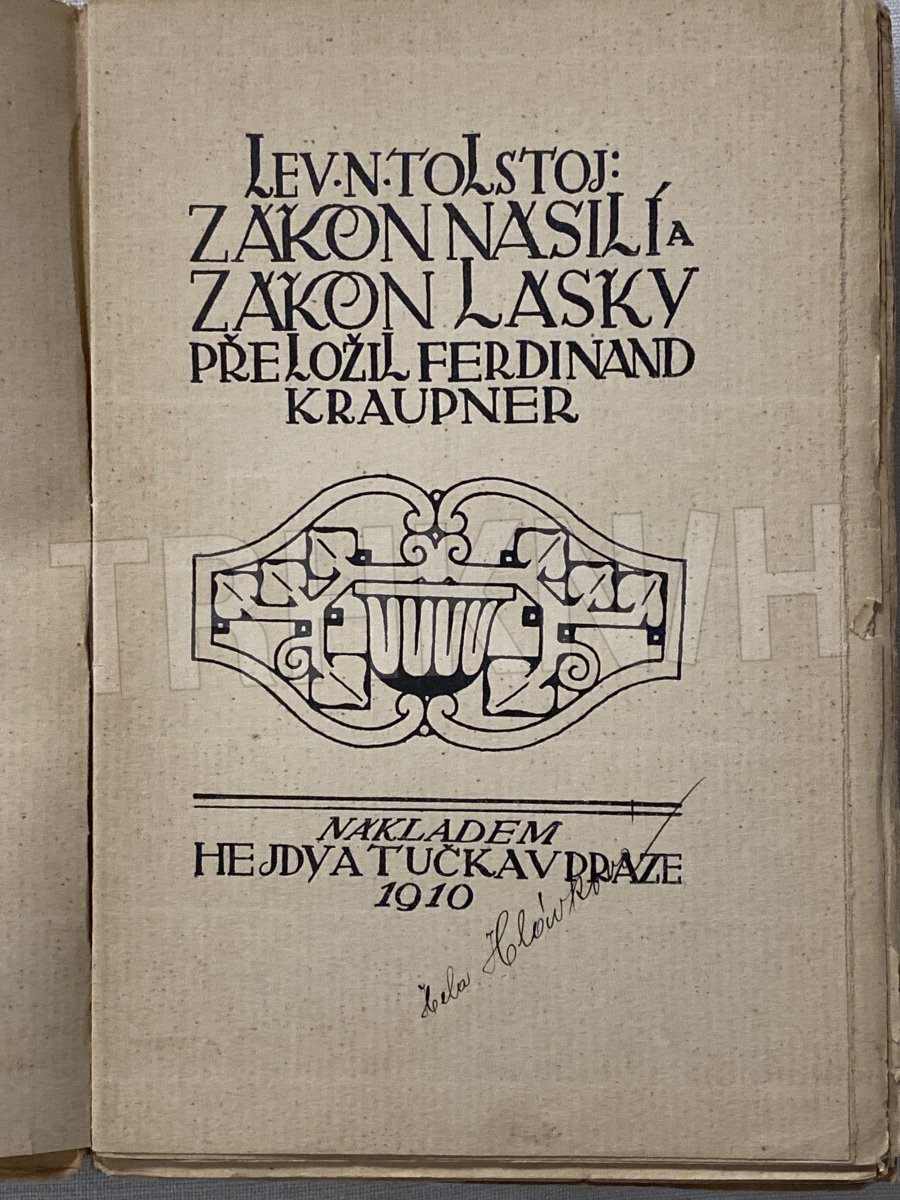 LEV·N·TOLSTOJ:
ZÁKON NÁSILÍ A
ZÁKON LÁSKY
PŘELOŽIL FERDINAND
KRAUPNER
NÁKLADEM
HEJDY A TUČKA V PRAZE
1910